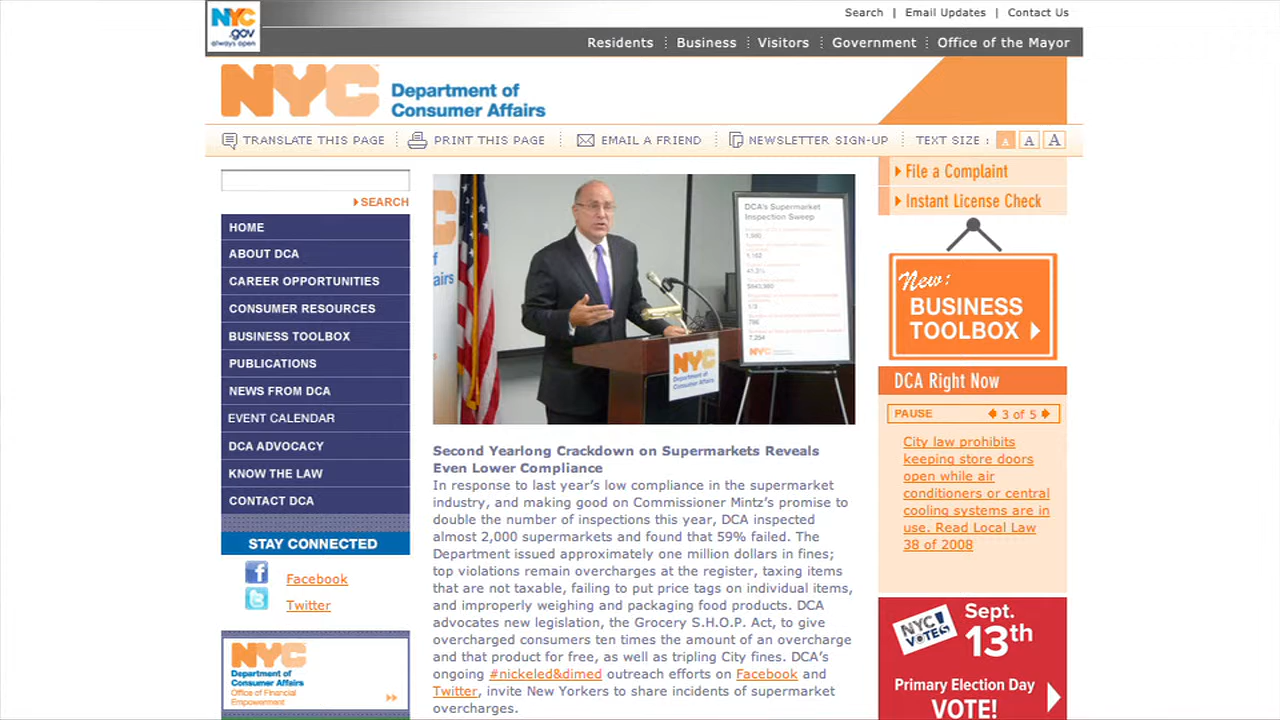 NYC
.gov
always open
Search | Email Updates | Contact Us
Residents Business Visitors Government Office of the Mayor
NYC Department of
Consumer Affairs
TRANSLATE THIS PAGE PRINT THIS PAGE EMAIL A FRIEND NEWSLETTER SIGN-UP TEXT SIZE : A A A
SEARCH
HOME
ABOUT DCA
CAREER OPPORTUNITIES
CONSUMER RESOURCES
BUSINESS TOOLBOX
PUBLICATIONS
NEWS FROM DCA
EVENT CALENDAR
DCA ADVOCACY
KNOW THE LAW
CONTACT DCA
STAY CONNECTED
Facebook
Twitter
NYC
Department of
Consumer Affairs
Office of Financial
Empowerment
DCA's Supermarket
Inspection Sweep
NYC
Department of
Consumer Affairs
Second Yearlong Crackdown on Supermarkets Reveals
Even Lower Compliance
In response to last year's low compliance in the supermarket
industry, and making good on Commissioner Mintz's promise to
double the number of inspections this year, DCA inspected
almost 2,000 supermarkets and found that 59% failed. The
Department issued approximately one million dollars in fines;
top violations remain overcharges at the register, taxing items
that are not taxable, failing to put price tags on individual items,
and improperly weighing and packaging food products. DCA
advocates new legislation, the Grocery S.H.O.P. Act, to give
overcharged consumers ten times the amount of an overcharge
and that product for free, as well as tripling City fines. DCA's
ongoing #nickeled&dimed outreach efforts on Facebook and
Twitter, invite New Yorkers to share incidents of supermarket
overcharges.
File a Complaint
Instant License Check
New:
BUSINESS
TOOLBOX
DCA Right Now
PAUSE 3 of 5
City law prohibits
keeping store doors
open while air
conditioners or central
cooling systems are in
use. Read Local Law
38 of 2008
NYC VOTES!
Sept.
13th
Primary Election Day
VOTE!